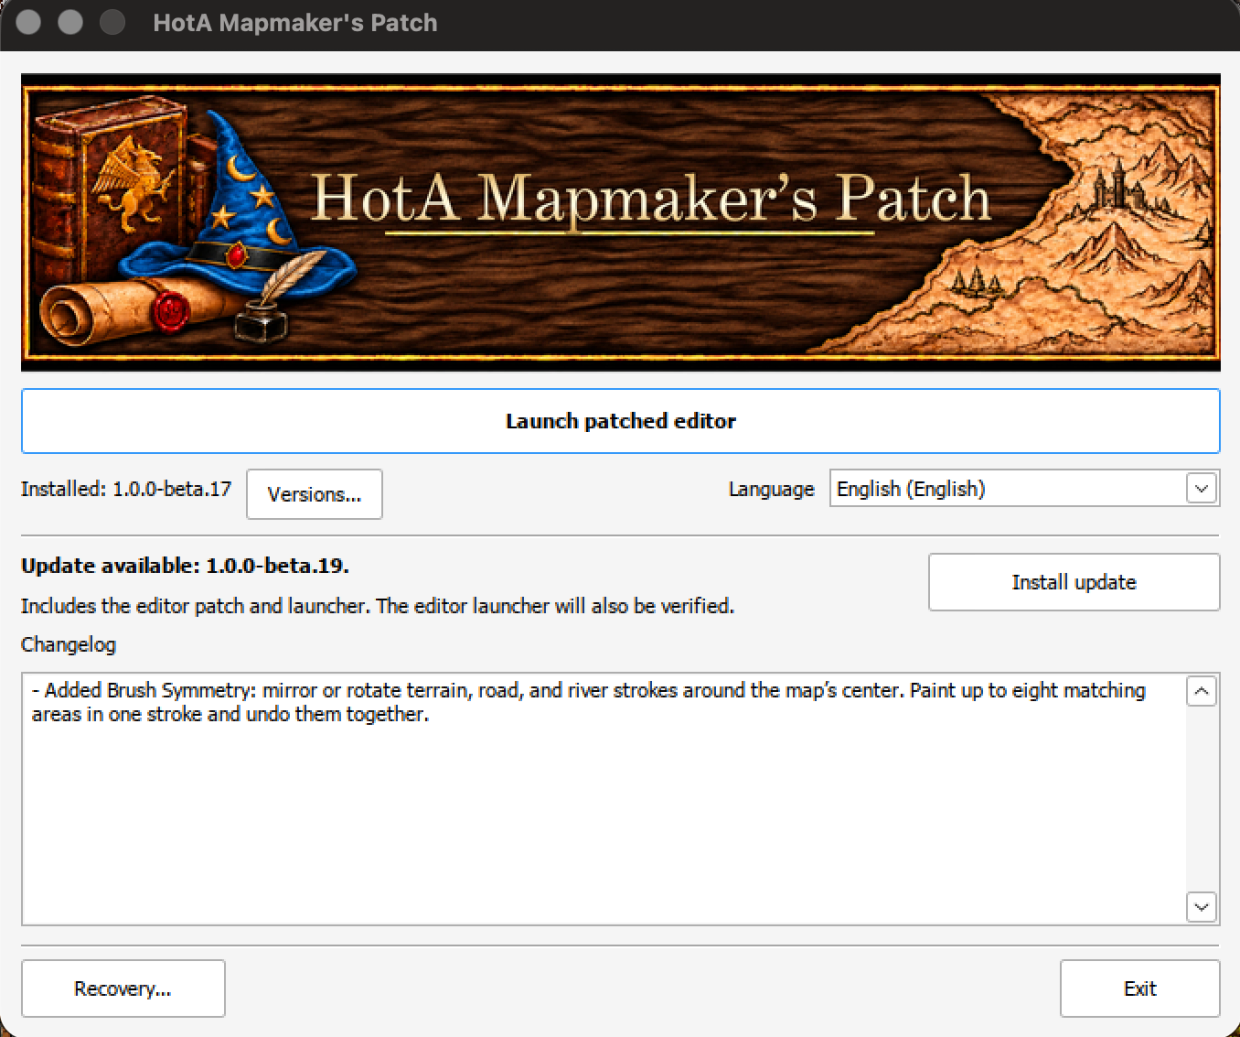 HotA Mapmaker's Patch
HotA Mapmaker’s Patch
Launch patched editor
Installed: 1.0.0-beta.17
Versions...
Language
English (English)
Update available: 1.0.0-beta.19.
Install update
Includes the editor patch and launcher. The editor launcher will also be verified.
Changelog
- Added Brush Symmetry: mirror or rotate terrain, road, and river strokes around the map’s center. Paint up to eight matching
areas in one stroke and undo them together.
Recovery...
Exit